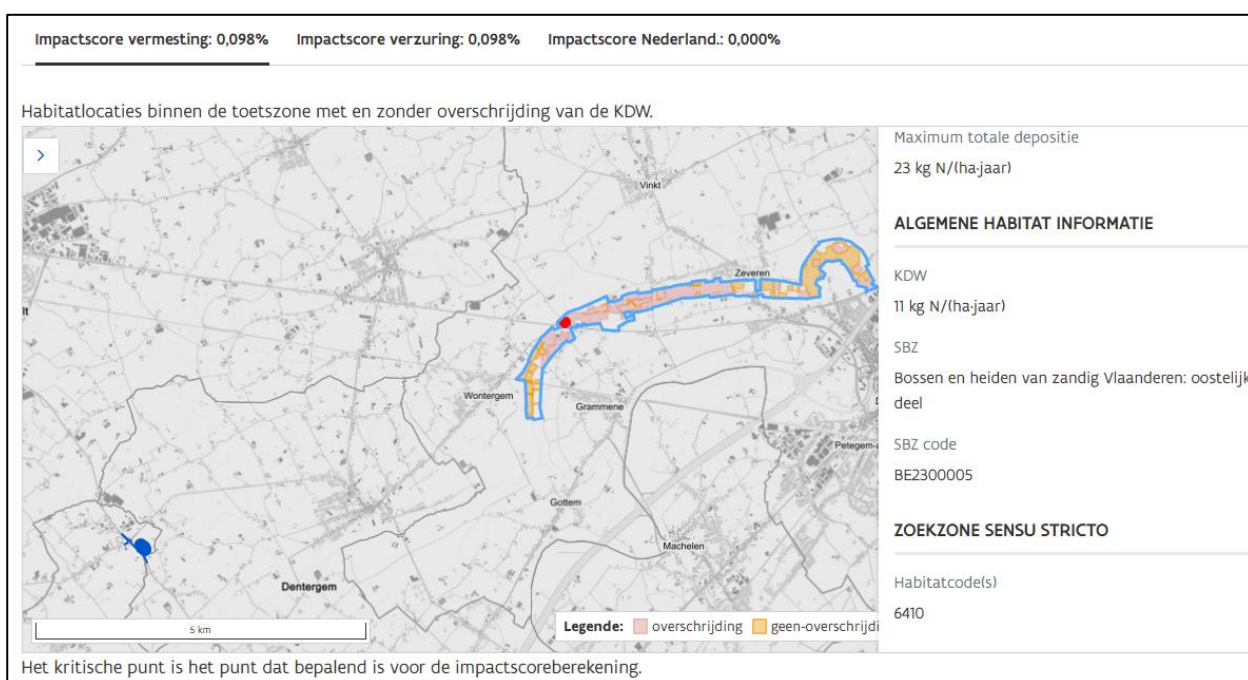 Impactscore vermesting: 0,098% Impactscore verzuring: 0,098% Impactscore Nederland.: 0,000%
Habitatlocaties binnen de toetszone met en zonder overschrijding van de KDW.
Maximum totale depositie
23 kg N/(ha·jaar)
ALGEMENE HABITAT INFORMATIE
KDW
11 kg N/(ha·jaar)
SBZ
Bossen en heiden van zandig Vlaanderen: oostelijk
deel
SBZ code
BE2300005
ZOEKZONE SENSU STRICTO
Habitatcode(s)
6410
Vinkt
Zeveren
Wontergem
Grammene
Petegem-a
Gottem
Machelen
Dentergem
5 km
Legende: overschrijding geen-overschrijdi
Het kritische punt is het punt dat bepalend is voor de impactscoreberekening.